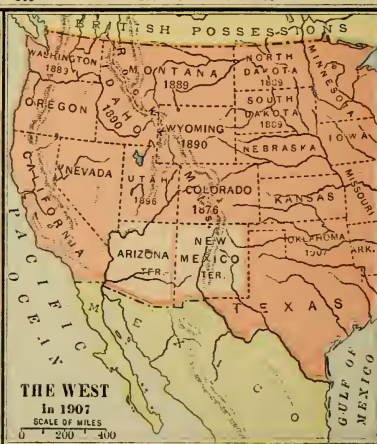 BRITISH POSSESSIONS
WASHINGTON
1889
MONTANA
1889
NORTH
DAKOTA
1889
MINNESOTA
OREGON
IDAHO
1890
SOUTH
DAKOTA
1889
WYOMING
1890
IOWA
NEBRASKA
NEVADA
UTAH
1896
COLORADO
1876
KANSAS
MISSOURI
CALIFORNIA
ARIZONA
TER.
NEW
MEXICO
TER.
OKLAHOMA
1907
ARK.
TEXAS
PACIFIC
OCEAN
MEXICO
GULF OF
MEXICO
THE WEST
in 1907
SCALE OF MILES
0 200 400